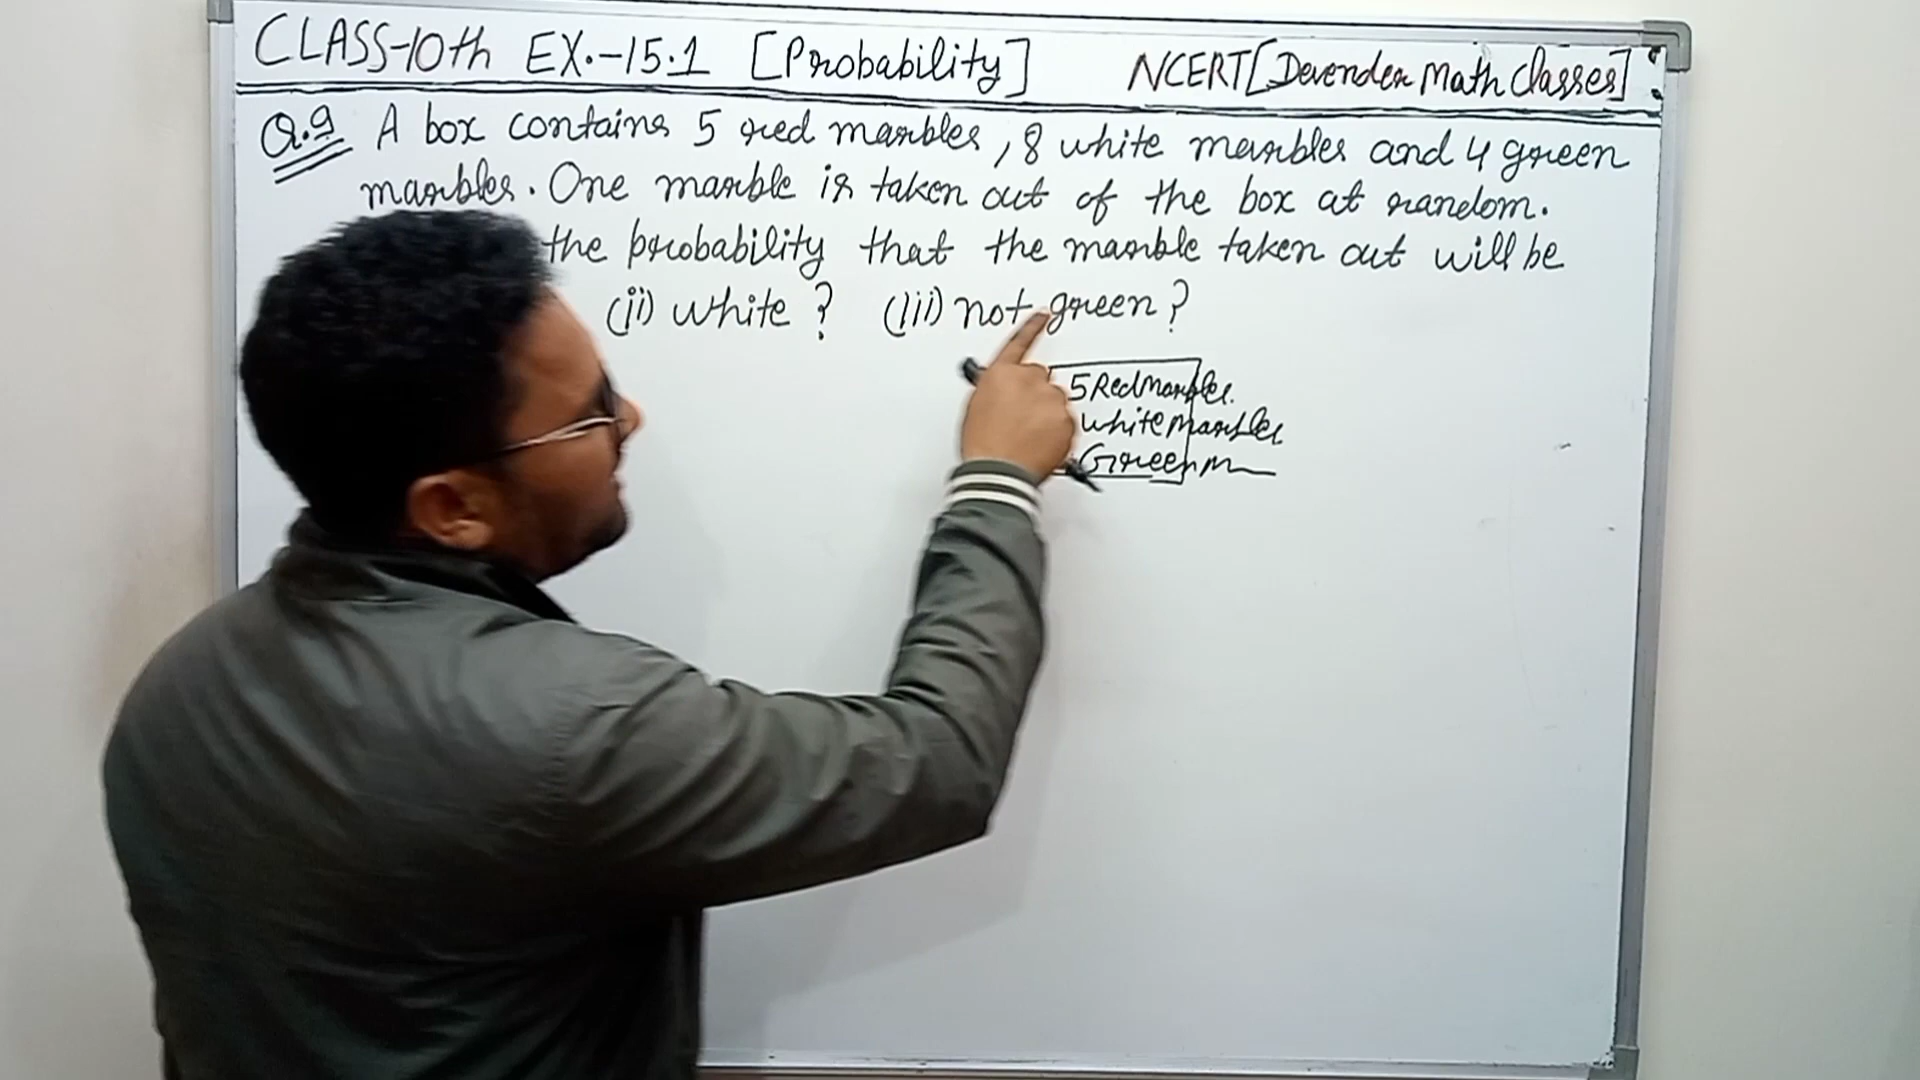 CLASS-10th EX.-15.1 [Probability] NCERT [Devender Math Classes]
Q.9 A box contains 5 red marbles, 8 white marbles and 4 green
marbles. One marble is taken out of the box at random.
the probability that the marble taken out will be
(ii) white? (iii) not green?
5 Red Marbles.
white marbles
Green m